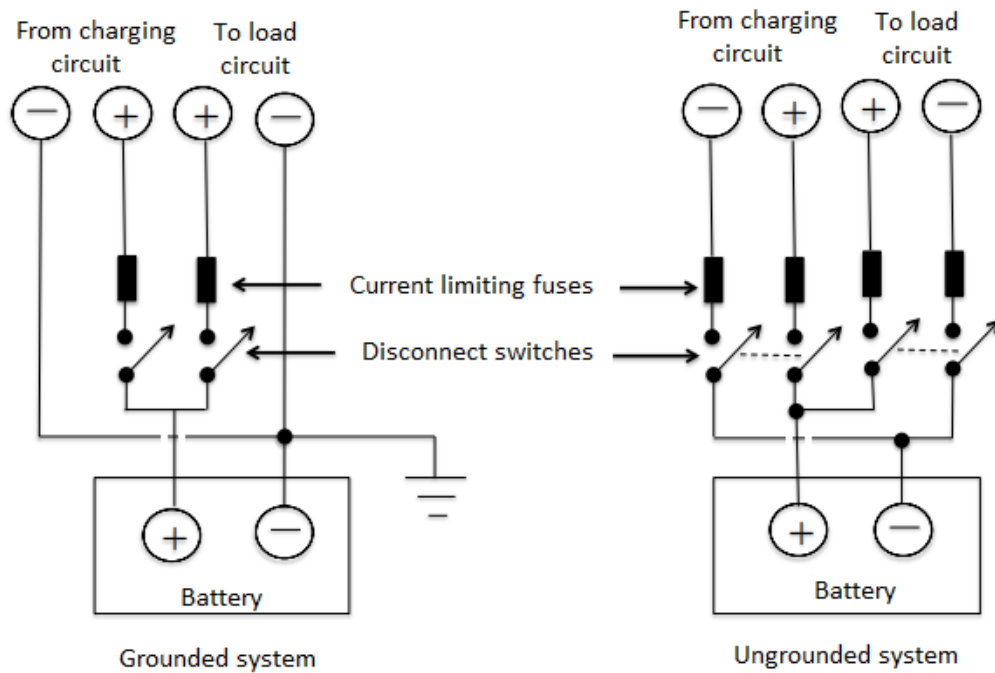 From charging
circuit
To load
circuit
− + + −
From charging
circuit
To load
circuit
− + + −
Current limiting fuses
Disconnect switches
+ −
Battery
Grounded system
+ −
Battery
Ungrounded system